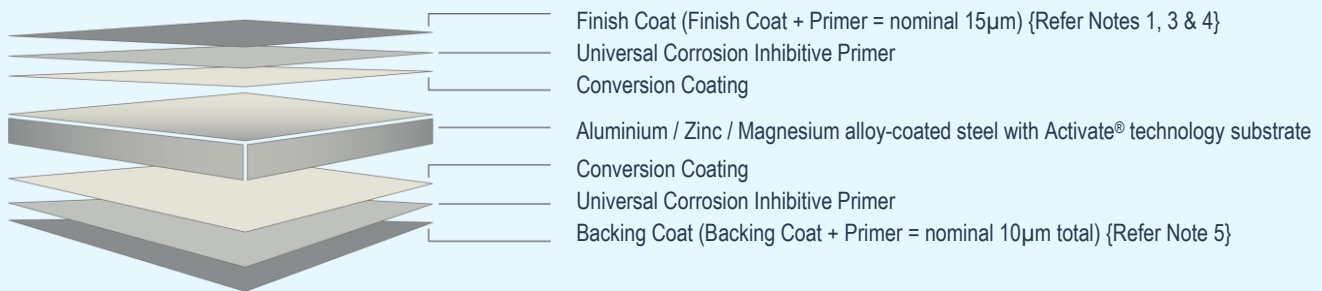 Finish Coat (Finish Coat + Primer = nominal 15µm) {Refer Notes 1, 3 & 4}
Universal Corrosion Inhibitive Primer
Conversion Coating
Aluminium / Zinc / Magnesium alloy-coated steel with Activate® technology substrate
Conversion Coating
Universal Corrosion Inhibitive Primer
Backing Coat (Backing Coat + Primer = nominal 10µm total) {Refer Note 5}